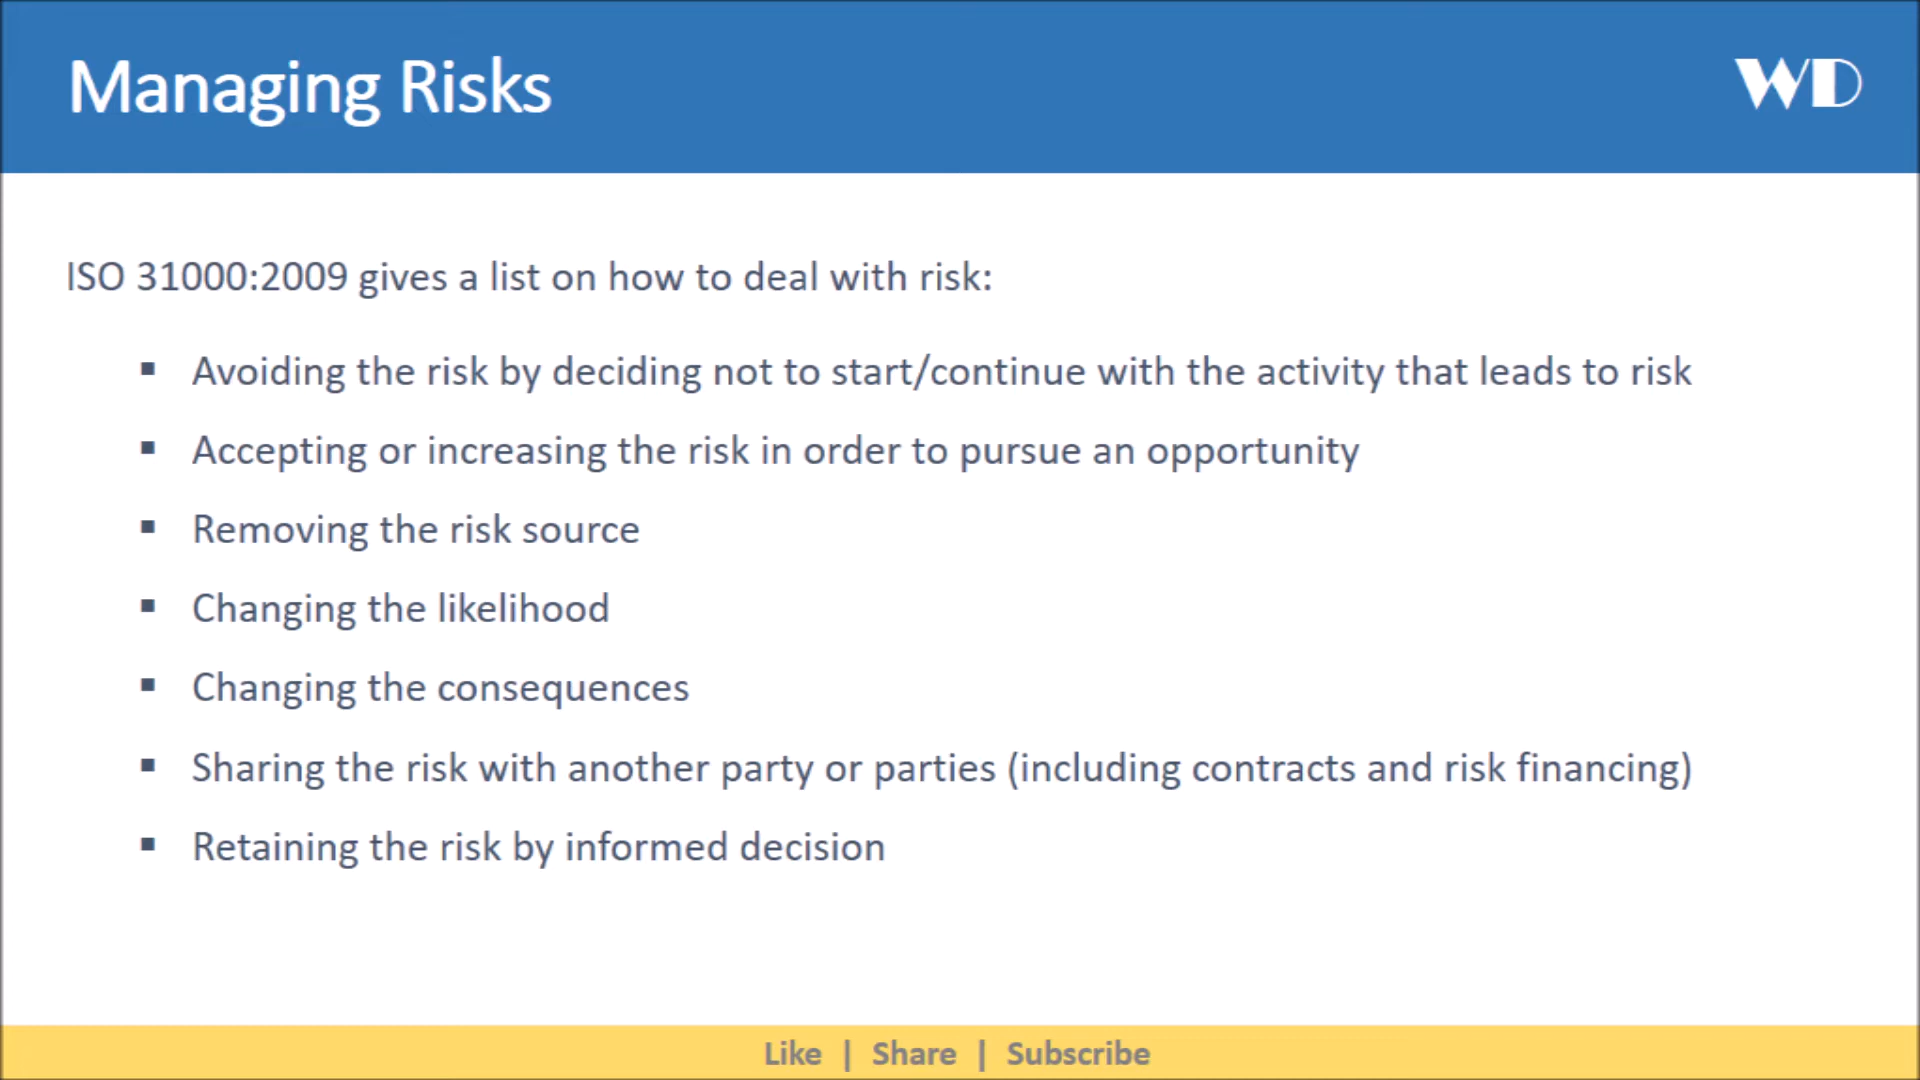 Managing Risks
WD
ISO 31000:2009 gives a list on how to deal with risk:
▪ Avoiding the risk by deciding not to start/continue with the activity that leads to risk
▪ Accepting or increasing the risk in order to pursue an opportunity
▪ Removing the risk source
▪ Changing the likelihood
▪ Changing the consequences
▪ Sharing the risk with another party or parties (including contracts and risk financing)
▪ Retaining the risk by informed decision
Like | Share | Subscribe